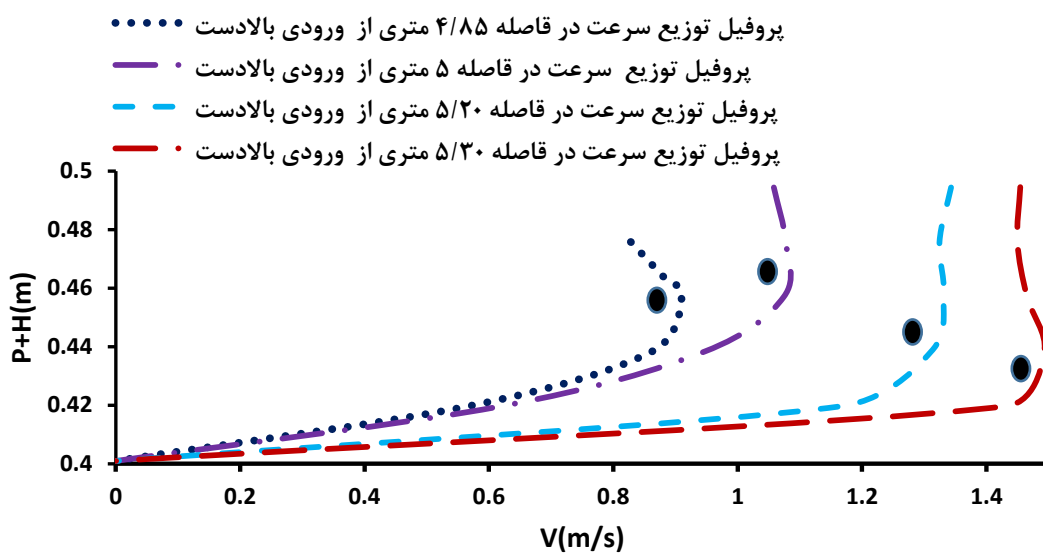 پروفیل توزیع سرعت در قاصله ۴/۸۵ متری از ورودی بالادست
پروفیل توزیع سرعت در قاصله ۵ متری از ورودی بالادست
پروفیل توزیع سرعت در قاصله ۵/۲۰ متری از ورودی بالادست
پروفیل توزیع سرعت در قاصله ۵/۳۰ متری از ورودی بالادست
0.5
0.48
0.46
0.44
0.42
0.4
P+H(m)
0 0.2 0.4 0.6 0.8 1 1.2 1.4
V(m/s)